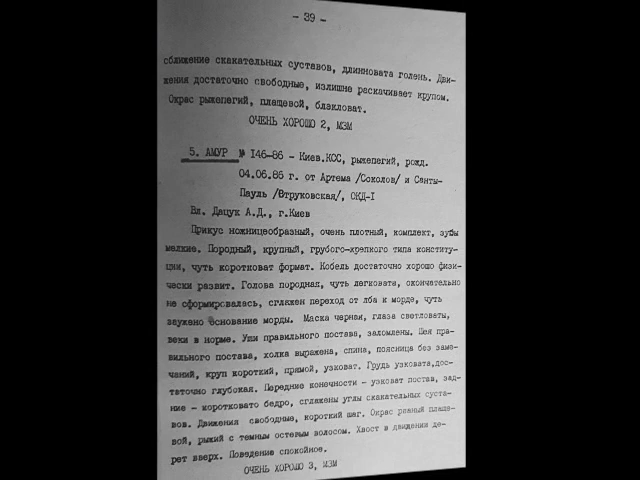 - 39 -
сближение скакательных суставов, длинновата голень. Дви-
жения достаточно свободные, излишне раскачивает крупом.
Окрас рыжепегий, плащевой, блекловат.
ОЧЕНЬ ХОРОШО 2, МЗМ
5. АМУР № 146-86 - Киев.КСС, рыжепегий, рожд.
04.06.86 г. от Артема /Соколов/ и Санты-
Пауль /Втруковская/, ОКД-I
Вл. Дацук А.Д., г.Киев
Прикус ножницеобразный, очень плотный, комплект, зубы
мелкие. Породный, крупный, грубого-крепкого типа конститу-
ции, чуть коротковат формат. Кобель достаточно хорошо физи-
чески развит. Голова породная, чуть легковата, окончательно
не сформировалась, сглажен переход от лба к морде, чуть
заужено основание морды. Маска черная, глаза светловаты,
веки в норме. Уши правильного постава, заломлены. Шея пра-
вильного постава, холка выражена, спина, поясница без заме-
чаний, круп короткий, прямой, узковат. Грудь узковата,дос-
таточно глубокая. Передние конечности - узковат постав, зад-
ние - коротковато бедро, сглажены углы скакательных суста-
вов. Движения свободные, короткий шаг. Окрас рваный плаще-
вой, рыжий с темным остевым волосом. Хвост в движении де-
рет вверх. Поведение спокойное.
ОЧЕНЬ ХОРОШО 3, МЗМ